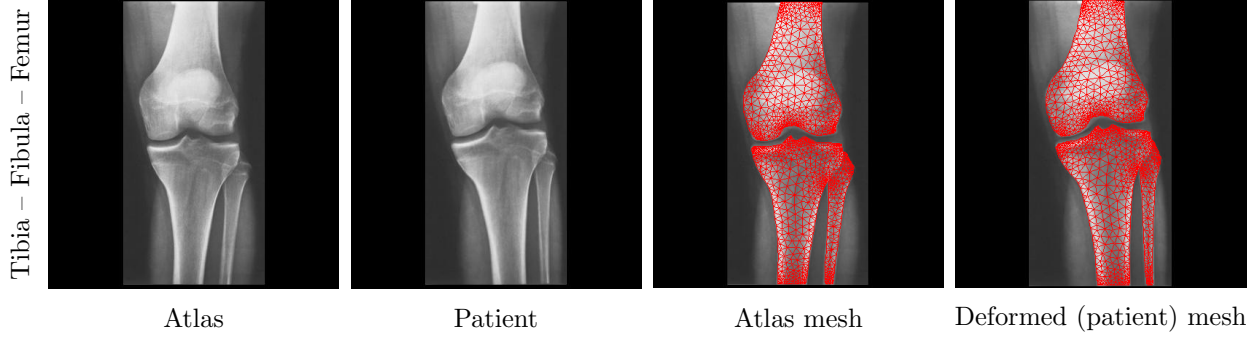 Tibia – Fibula – Femur
Atlas
Patient
Atlas mesh
Deformed (patient) mesh